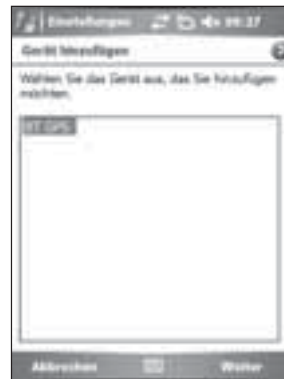 Einstellungen 09:37
Gerät hinzufügen
Wählen Sie das Gerät aus, das Sie hinzufügen
möchten.
BT GPS
Abbrechen Weiter